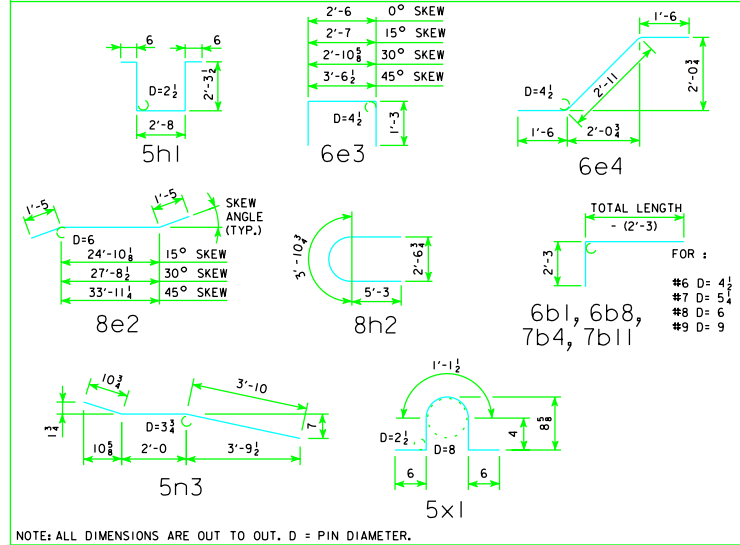 6 6
D=2½
2'-3½
2'-8
5h1
2'-6 0° SKEW
2'-7 15° SKEW
2'-10⅝ 30° SKEW
3'-6½ 45° SKEW
D=4½
1'-3
6e3
1'-6
D=4½
2'-11
2'-0¾
1'-6 2'-0¾
6e4
1'-5 1'-5
SKEW
ANGLE
(TYP.)
D=6
24'-10⅛ 15° SKEW
27'-8½ 30° SKEW
33'-11¼ 45° SKEW
8e2
3'-10¾
2'-6¾
5'-3
8h2
TOTAL LENGTH
- (2'-3)
2'-3
FOR :
#6 D= 4½
#7 D= 5¼
#8 D= 6
#9 D= 9
6b1, 6b8,
7b4, 7b11
10¾
3'-10
1¾
D=3¾
7
10⅝ 2'-0 3'-9½
5n3
1'-1½
D=2½
D=8
4
8⅝
6 6
5x1
NOTE: ALL DIMENSIONS ARE OUT TO OUT. D = PIN DIAMETER.